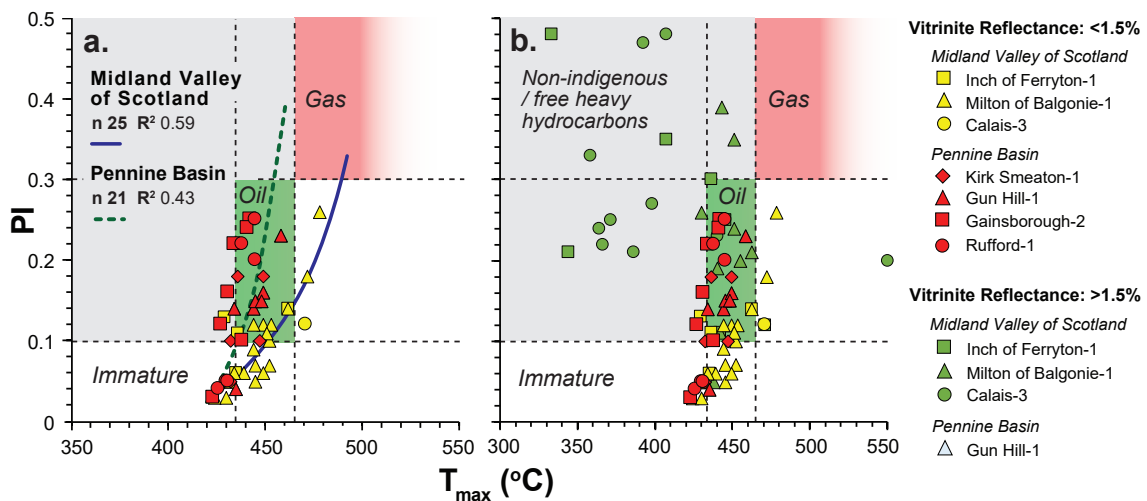 a.
Midland Valley
of Scotland
n 25 R² 0.59
Pennine Basin
n 21 R² 0.43
Gas
Oil
Immature
PI
0.5
0.4
0.3
0.2
0.1
0
350
400
450
500
550
b.
Non-indigenous
/ free heavy
hydrocarbons
Gas
Oil
Immature
300
350
400
450
500
550
Tmax (ºC)
Vitrinite Reflectance: <1.5%
Midland Valley of Scotland
Inch of Ferryton-1
Milton of Balgonie-1
Calais-3
Pennine Basin
Kirk Smeaton-1
Gun Hill-1
Gainsborough-2
Rufford-1
Vitrinite Reflectance: >1.5%
Midland Valley of Scotland
Inch of Ferryton-1
Milton of Balgonie-1
Calais-3
Pennine Basin
Gun Hill-1